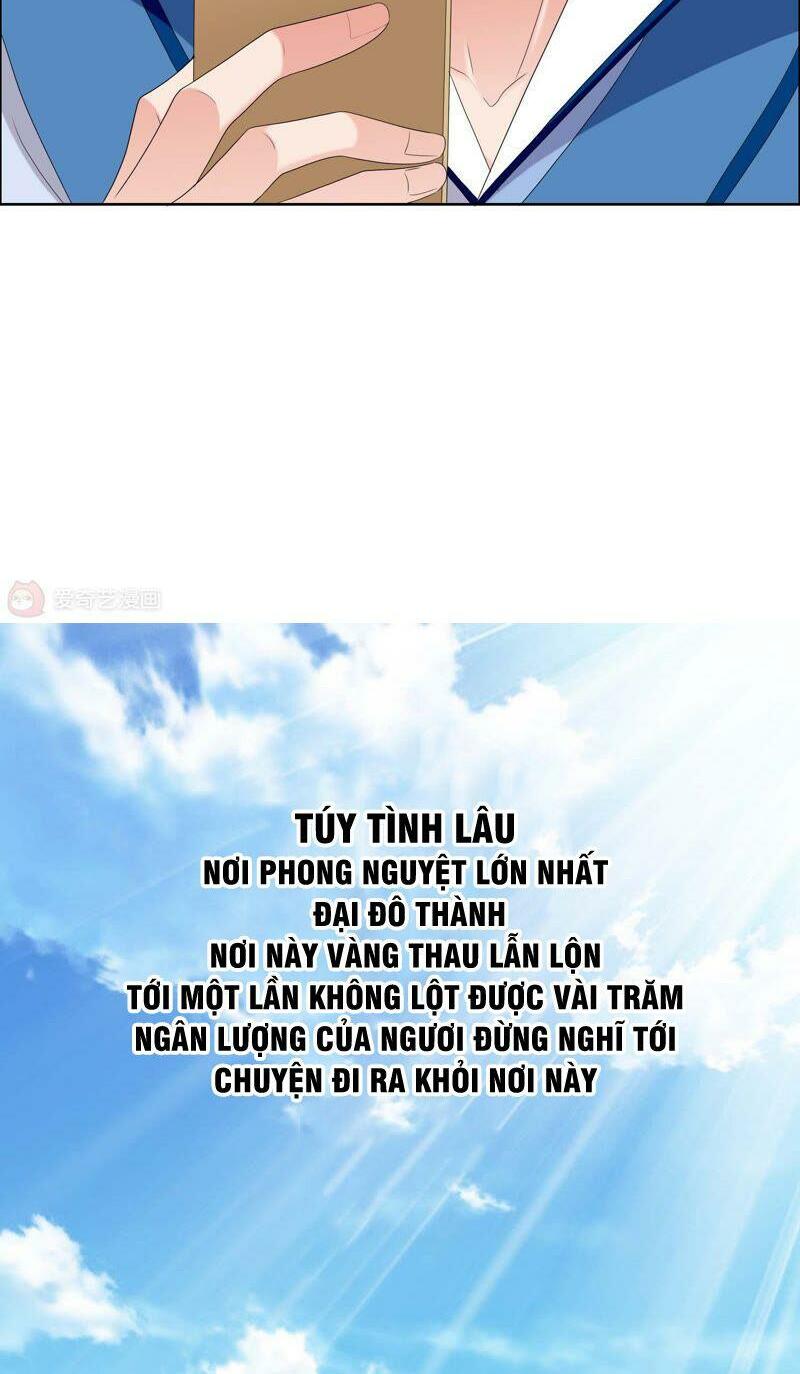 爱奇艺漫画
TÚY TÌNH LÂU
NƠI PHONG NGUYỆT LỚN NHẤT
ĐẠI ĐÔ THÀNH
NƠI NÀY VÀNG THAU LẪN LỘN
TỚI MỘT LẦN KHÔNG LỘT ĐƯỢC VÀI TRĂM
NGÂN LƯỢNG CỦA NGƯƠI ĐỪNG NGHĨ TỚI
CHUYỆN ĐI RA KHỎI NƠI NÀY